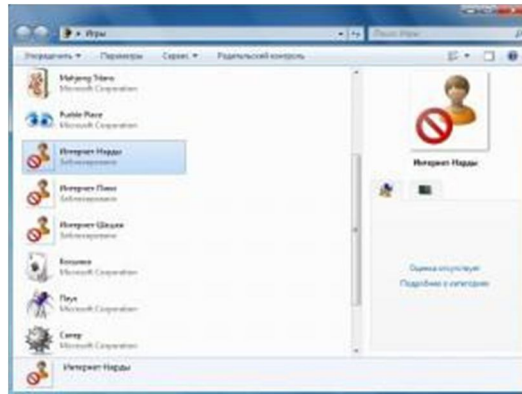 Игры
Поиск: Игры
Упорядочить Параметры Сервис Родительский контроль
Mahjong Titans
Microsoft Corporation
Purble Place
Microsoft Corporation
Интернет-Нарды
Заблокировано
Интернет-Пики
Заблокировано
Интернет-Шашки
Заблокировано
Косынка
Microsoft Corporation
Паук
Microsoft Corporation
Сапер
Microsoft Corporation
Интернет-Нарды
Оценка отсутствует
Подробнее о категориях
Интернет-Нарды